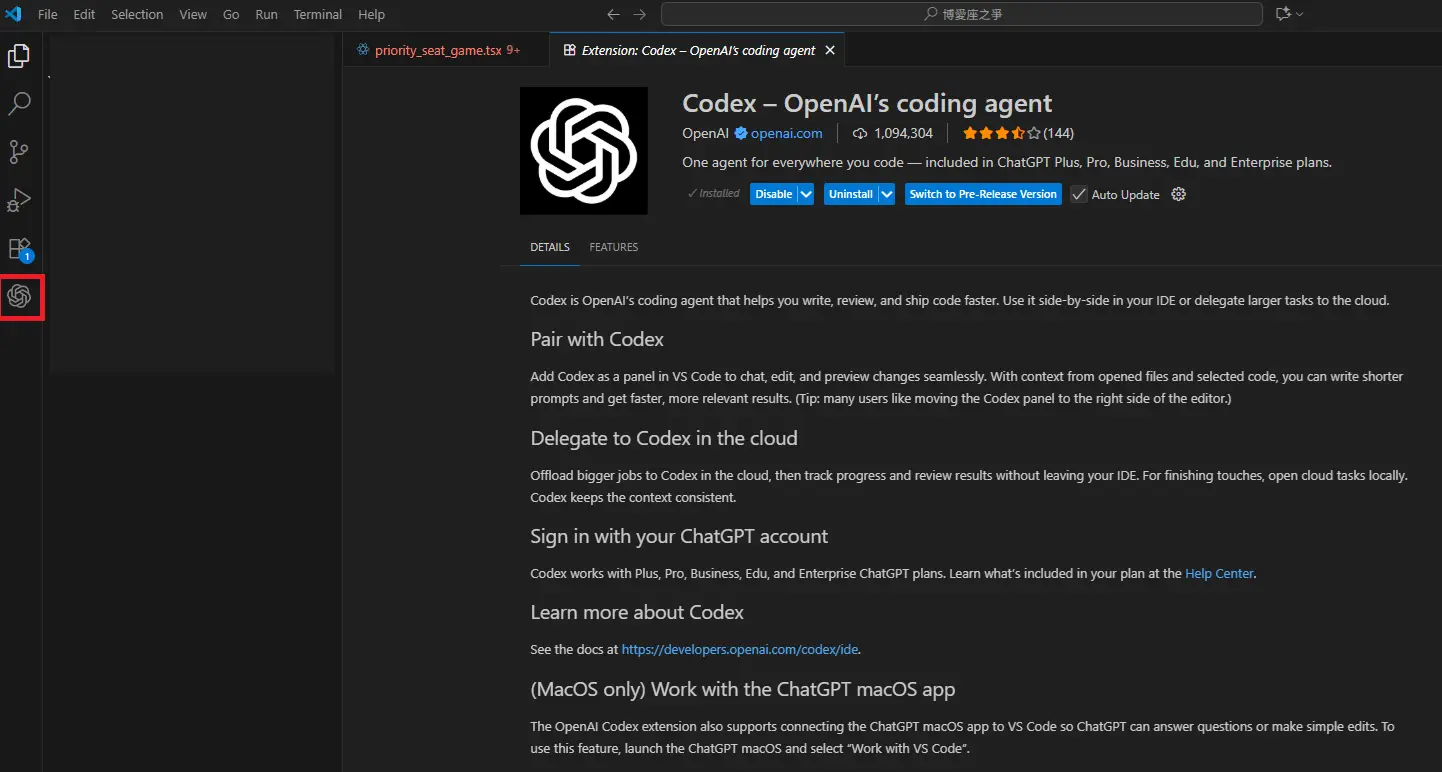 File Edit Selection View Go Run Terminal Help
博愛座之爭
priority_seat_game.tsx 9+
Extension: Codex – OpenAI’s coding agent
Codex – OpenAI’s coding agent
OpenAI openai.com 1,094,304 (144)
One agent for everywhere you code — included in ChatGPT Plus, Pro, Business, Edu, and Enterprise plans.
Installed Disable Uninstall Switch to Pre-Release Version Auto Update
1
DETAILS FEATURES
Codex is OpenAI’s coding agent that helps you write, review, and ship code faster. Use it side-by-side in your IDE or delegate larger tasks to the cloud.
Pair with Codex
Add Codex as a panel in VS Code to chat, edit, and preview changes seamlessly. With context from opened files and selected code, you can write shorter
prompts and get faster, more relevant results. (Tip: many users like moving the Codex panel to the right side of the editor.)
Delegate to Codex in the cloud
Offload bigger jobs to Codex in the cloud, then track progress and review results without leaving your IDE. For finishing touches, open cloud tasks locally.
Codex keeps the context consistent.
Sign in with your ChatGPT account
Codex works with Plus, Pro, Business, Edu, and Enterprise ChatGPT plans. Learn what’s included in your plan at the Help Center.
Learn more about Codex
See the docs at https://developers.openai.com/codex/ide.
(MacOS only) Work with the ChatGPT macOS app
The OpenAI Codex extension also supports connecting the ChatGPT macOS app to VS Code so ChatGPT can answer questions or make simple edits. To
use this feature, launch the ChatGPT macOS and select “Work with VS Code”.